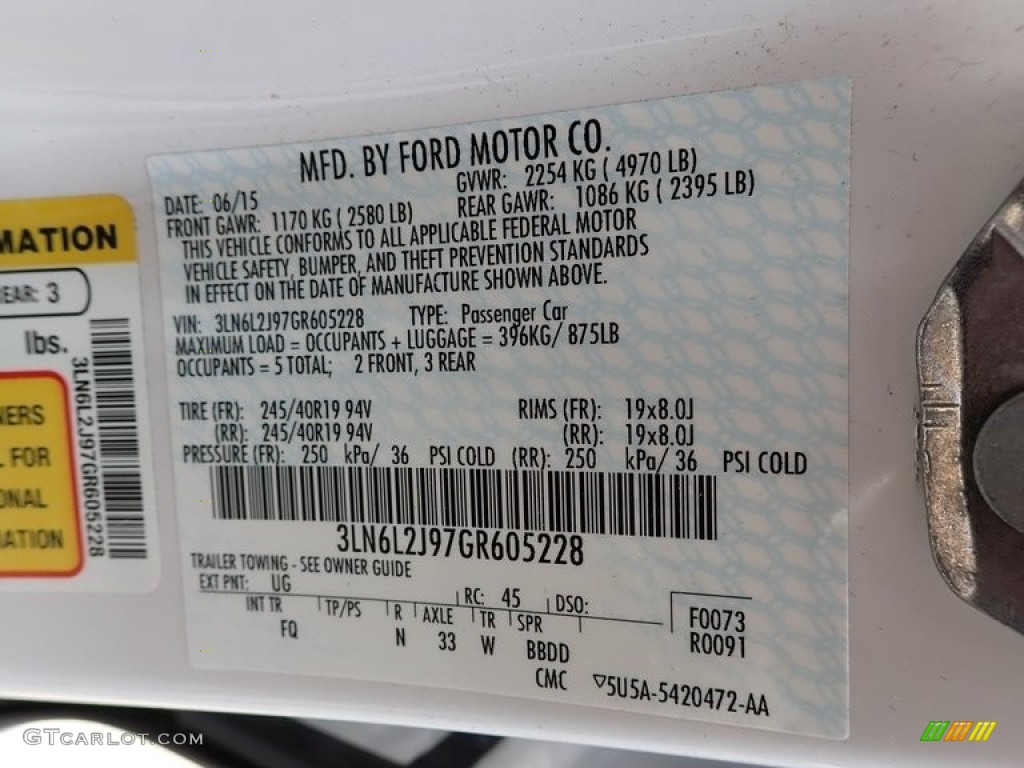 MFD. BY FORD MOTOR CO.
DATE: 06/15 GVWR: 2254 KG ( 4970 LB)
FRONT GAWR: 1170 KG ( 2580 LB) REAR GAWR: 1086 KG ( 2395 LB)
THIS VEHICLE CONFORMS TO ALL APPLICABLE FEDERAL MOTOR
VEHICLE SAFETY, BUMPER, AND THEFT PREVENTION STANDARDS
IN EFFECT ON THE DATE OF MANUFACTURE SHOWN ABOVE.
VIN: 3LN6L2J97GR605228 TYPE: Passenger Car
MAXIMUM LOAD = OCCUPANTS + LUGGAGE = 396KG/ 875LB
OCCUPANTS = 5 TOTAL; 2 FRONT, 3 REAR
TIRE (FR): 245/40R19 94V RIMS (FR): 19x8.0J
(RR): 245/40R19 94V (RR): 19x8.0J
PRESSURE (FR): 250 kPa/ 36 PSI COLD (RR): 250 kPa/ 36 PSI COLD
3LN6L2J97GR605228
TRAILER TOWING - SEE OWNER GUIDE
EXT PNT: UG RC: 45 DSO:
INT TR TP/PS R AXLE TR SPR F0073
FQ N 33 W BBDD R0091
CMC ▽5U5A-5420472-AA
MATION
EAR: 3
lbs.
3LN6L2J97GR605228
NERS
L FOR
ONAL
MATION
GTCarLot.com